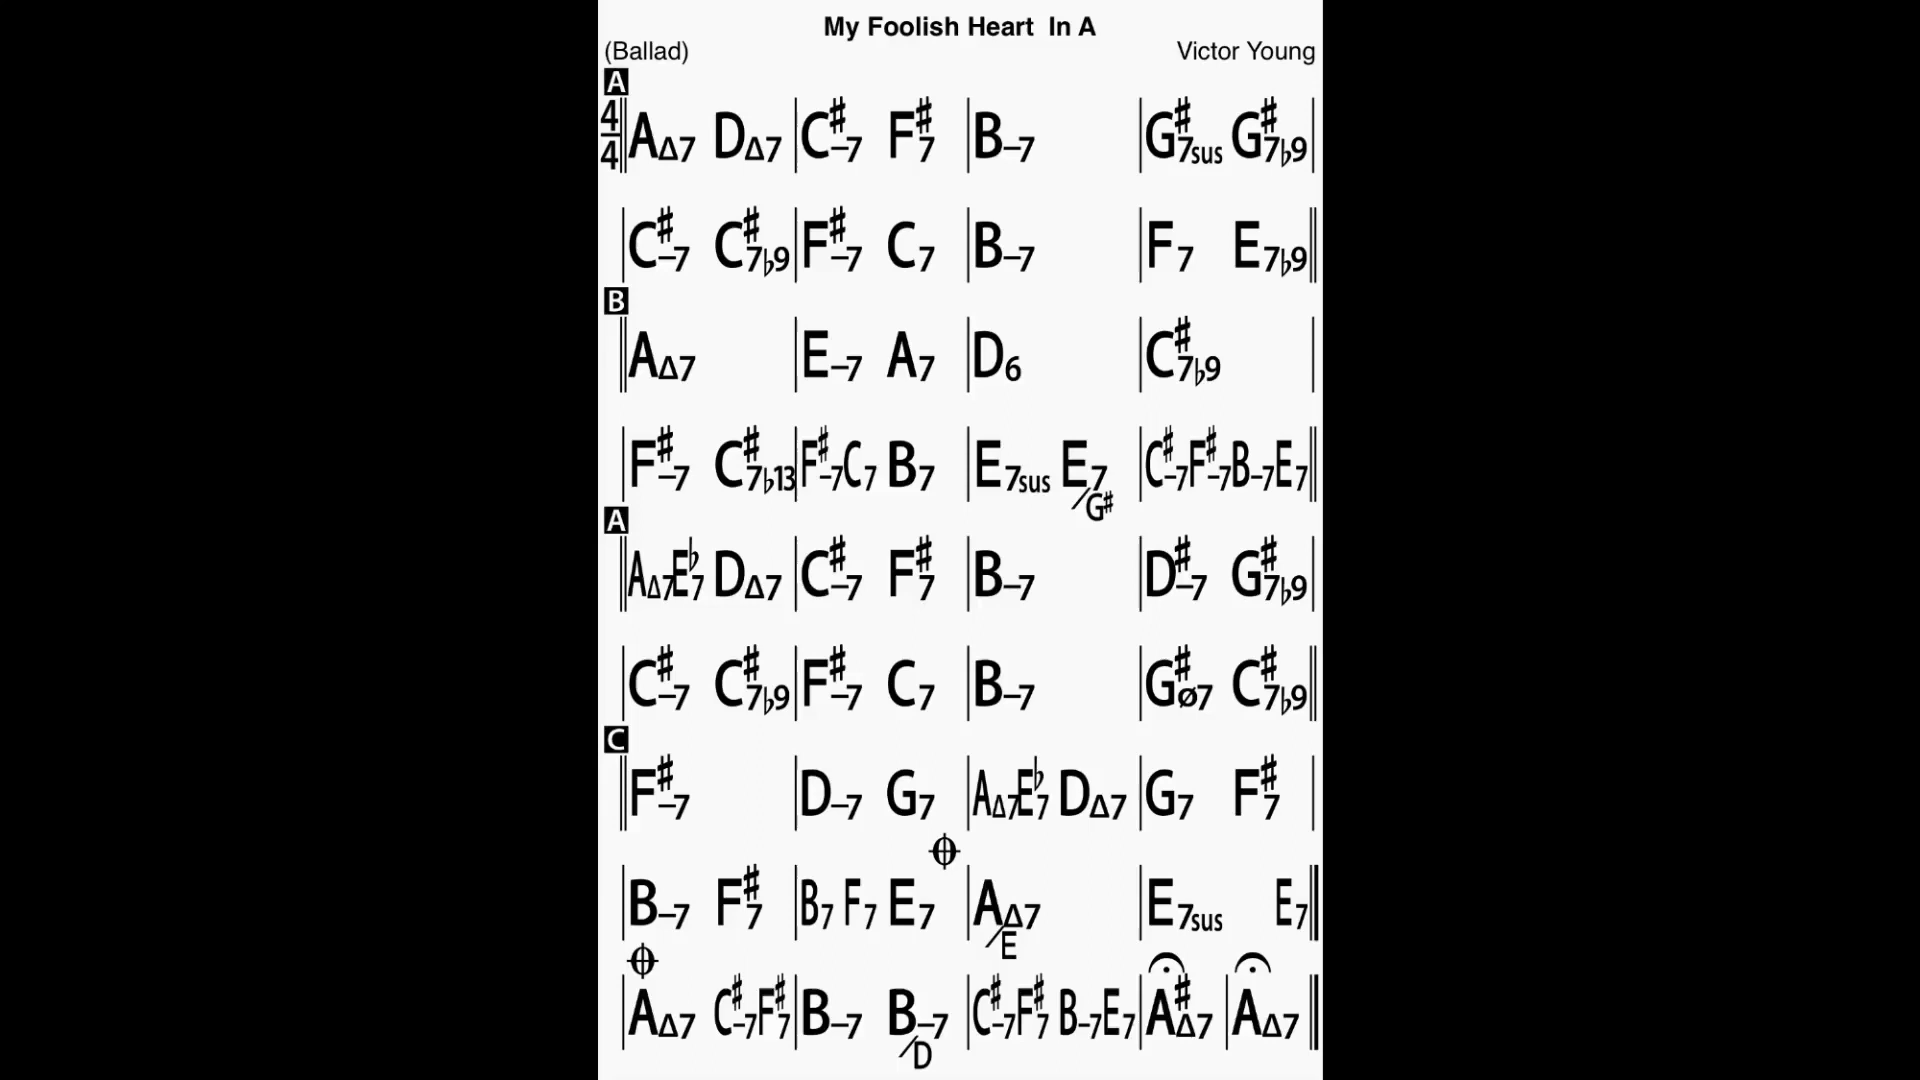 My Foolish Heart In A
(Ballad) Victor Young
A
4/4 AΔ7 DΔ7 | C♯–7 F♯7 | B–7 | G♯7sus G♯7♭9 |
| C♯–7 C♯7♭9 | F♯–7 C7 | B–7 | F7 E7♭9 ||
B
|| AΔ7 | E–7 A7 | D6 | C♯7♭9 |
| F♯–7 C♯7♭13 | F♯–7 C7 B7 | E7sus E7/G♯ | C♯–7 F♯–7 B–7 E7 ||
A
|| AΔ7 E♭7 DΔ7 | C♯–7 F♯7 | B–7 | D♯–7 G♯7♭9 |
| C♯–7 C♯7♭9 | F♯–7 C7 | B–7 | G♯ø7 C♯7♭9 ||
C
|| F♯–7 | D–7 G7 | AΔ7 E♭7 DΔ7 | G7 F♯7 |
| B–7 F♯7 | B7 F7 E7 | AΔ7/E | E7sus E7 ||
| AΔ7 C♯–7 F♯7 | B–7 B–7/D | C♯–7 F♯7 B–7 E7 | A♯Δ7 | AΔ7 ||